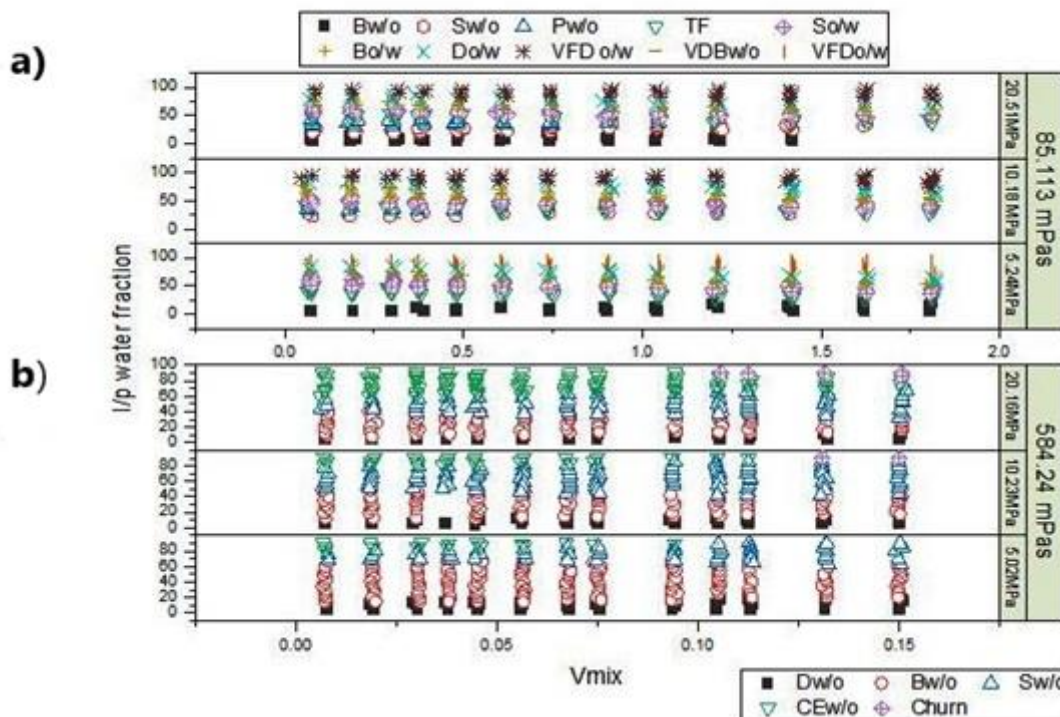 Bw/o Sw/o Pw/o TF So/w
Bo/w Do/w VFD o/w VDBw/o VFDo/w
a)
100
50
0
20.51MPa
100
50
0
10.18 MPa
100
50
0
5.24MPa
85.113 mPas
0.0 0.5 1.0 1.5 2.0
I/p water fraction
b)
100
80
60
40
20
0
20.16MPa
80
60
40
20
0
10.23MPa
80
60
40
20
0
5.02MPa
584.24 mPas
0.00 0.05 0.10 0.15
Vmix
Dw/o Bw/o Sw/o
CEw/o Churn